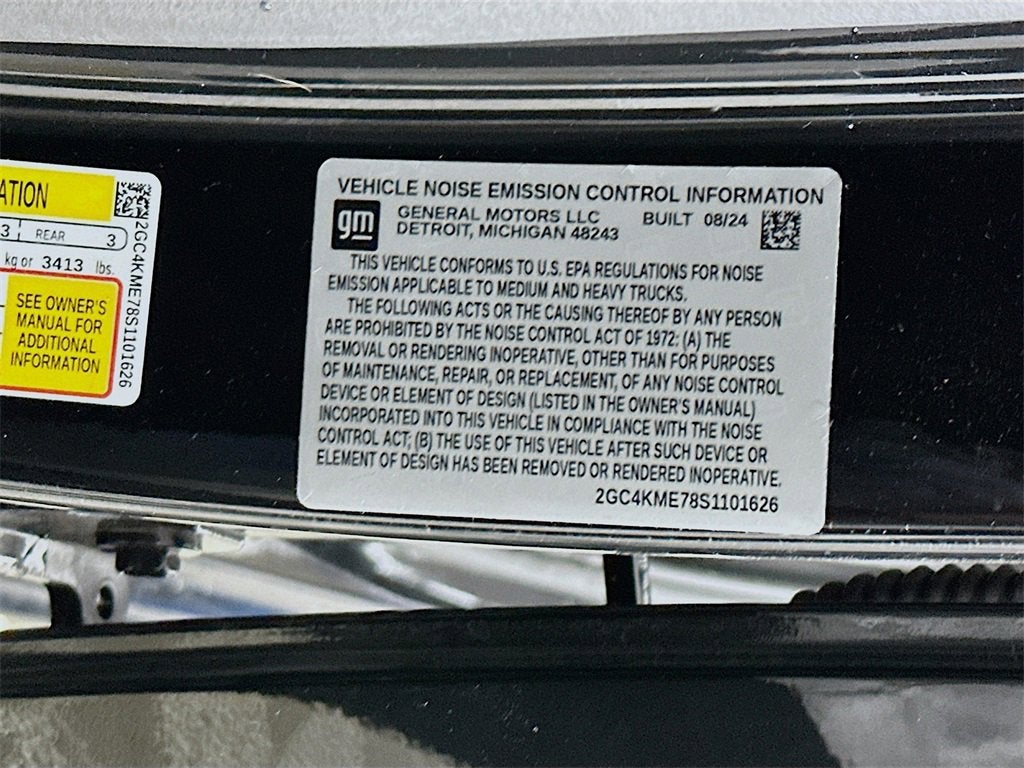 ATION
3 REAR 3
kg or 3413 lbs.
SEE OWNER'S
MANUAL FOR
ADDITIONAL
INFORMATION
2GC4KME78S1101626
VEHICLE NOISE EMISSION CONTROL INFORMATION
gm
GENERAL MOTORS LLC BUILT 08/24
DETROIT, MICHIGAN 48243
THIS VEHICLE CONFORMS TO U.S. EPA REGULATIONS FOR NOISE
EMISSION APPLICABLE TO MEDIUM AND HEAVY TRUCKS.
THE FOLLOWING ACTS OR THE CAUSING THEREOF BY ANY PERSON
ARE PROHIBITED BY THE NOISE CONTROL ACT OF 1972: (A) THE
REMOVAL OR RENDERING INOPERATIVE, OTHER THAN FOR PURPOSES
OF MAINTENANCE, REPAIR, OR REPLACEMENT, OF ANY NOISE CONTROL
DEVICE OR ELEMENT OF DESIGN (LISTED IN THE OWNER'S MANUAL)
INCORPORATED INTO THIS VEHICLE IN COMPLIANCE WITH THE NOISE
CONTROL ACT; (B) THE USE OF THIS VEHICLE AFTER SUCH DEVICE OR
ELEMENT OF DESIGN HAS BEEN REMOVED OR RENDERED INOPERATIVE.
2GC4KME78S1101626